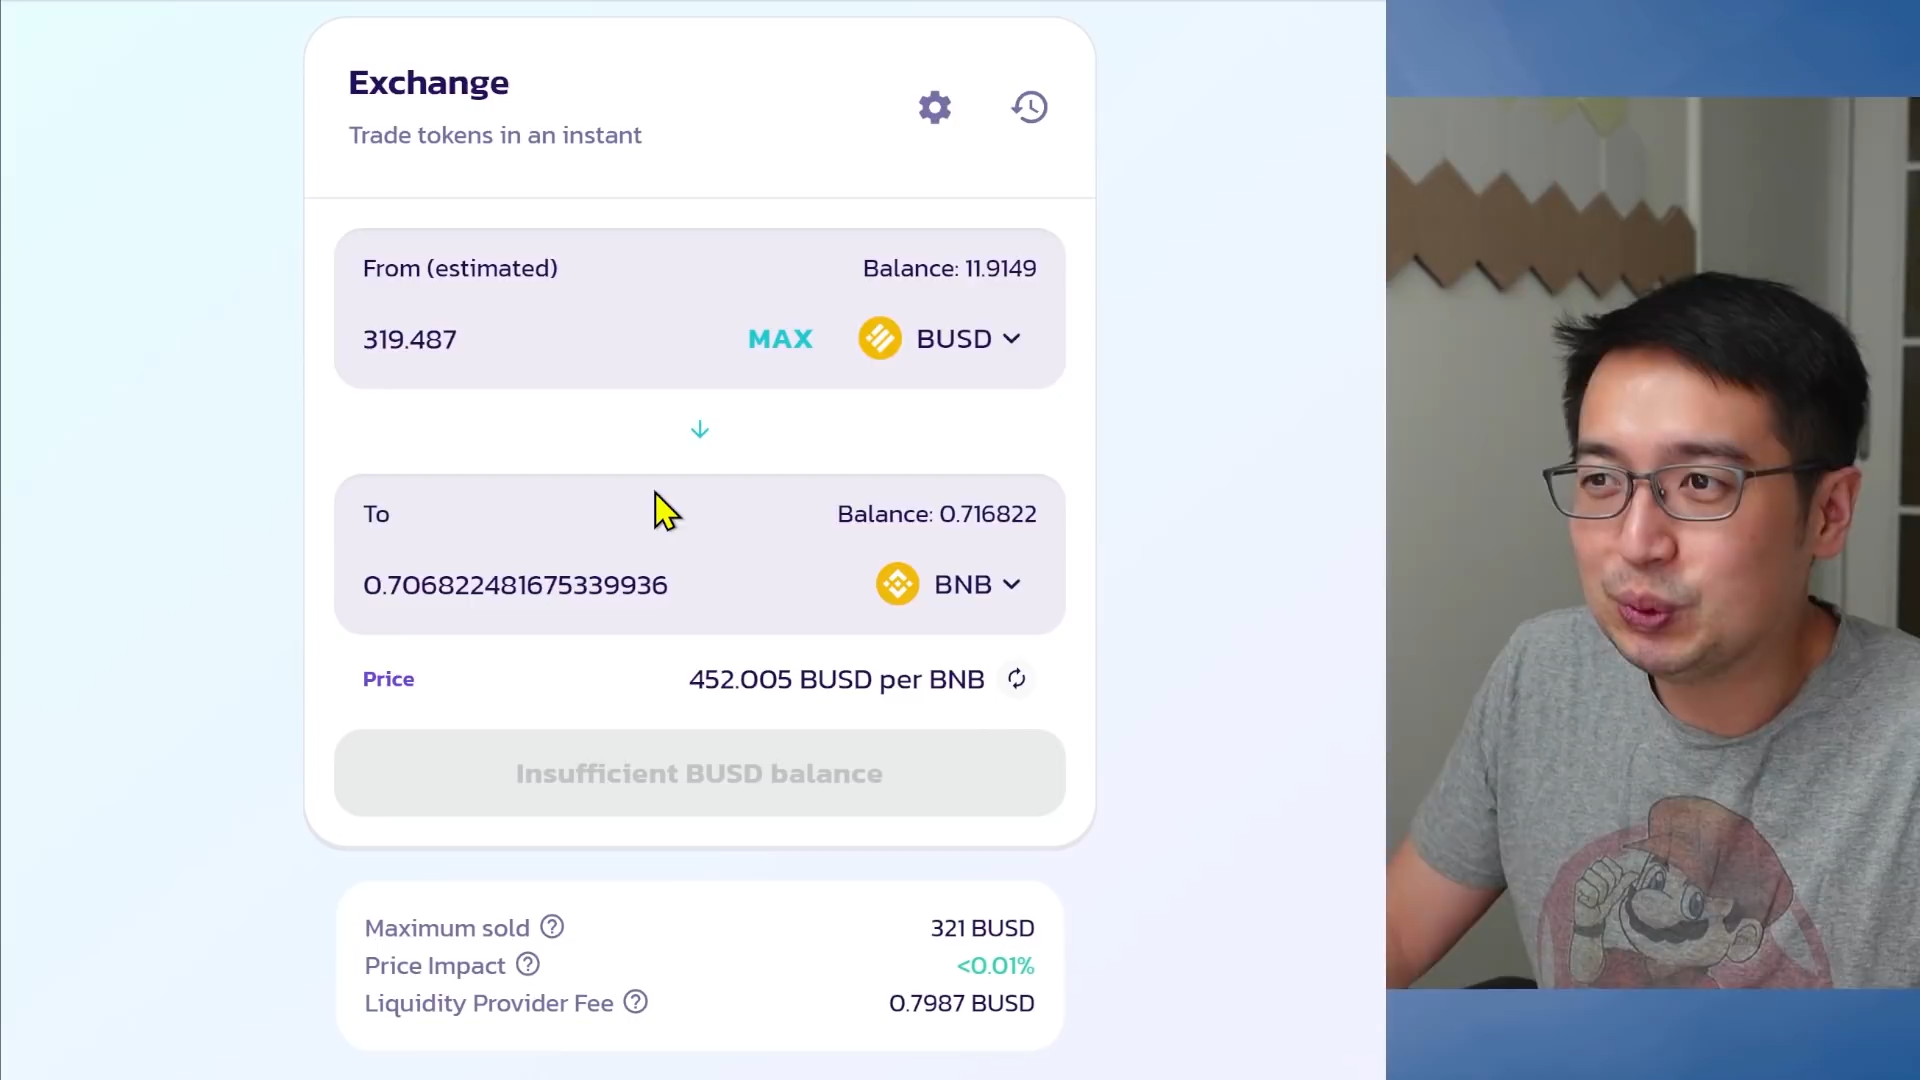 Exchange
Trade tokens in an instant
From (estimated)
Balance: 11.9149
319.487
MAX
BUSD
To
Balance: 0.716822
0.706822481675339936
BNB
Price
452.005 BUSD per BNB
Insufficient BUSD balance
Maximum sold
321 BUSD
Price Impact
<0.01%
Liquidity Provider Fee
0.7987 BUSD